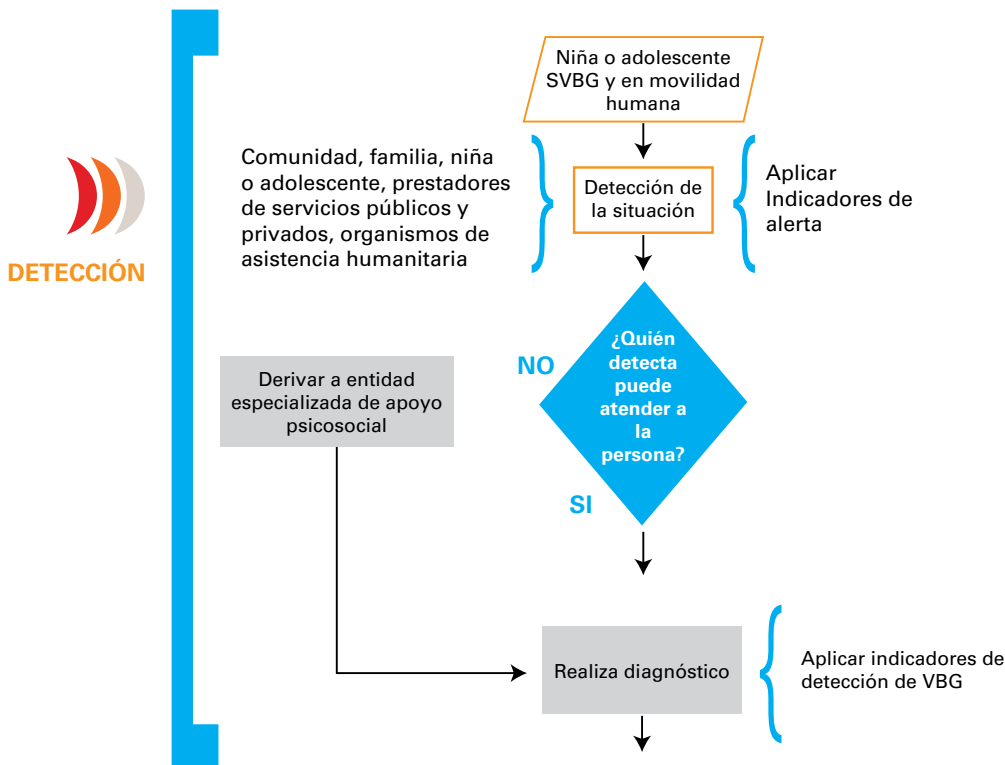 Niña o adolescente
SVBG y en movilidad
humana
DETECCIÓN
Comunidad, familia, niña
o adolescente, prestadores
de servicios públicos y
privados, organismos de
asistencia humanitaria
Detección de
la situación
Aplicar
Indicadores de
alerta
¿Quién
detecta
puede
atender a
la
persona?
NO
Derivar a entidad
especializada de apoyo
psicosocial
SI
Realiza diagnóstico
Aplicar indicadores de
detección de VBG